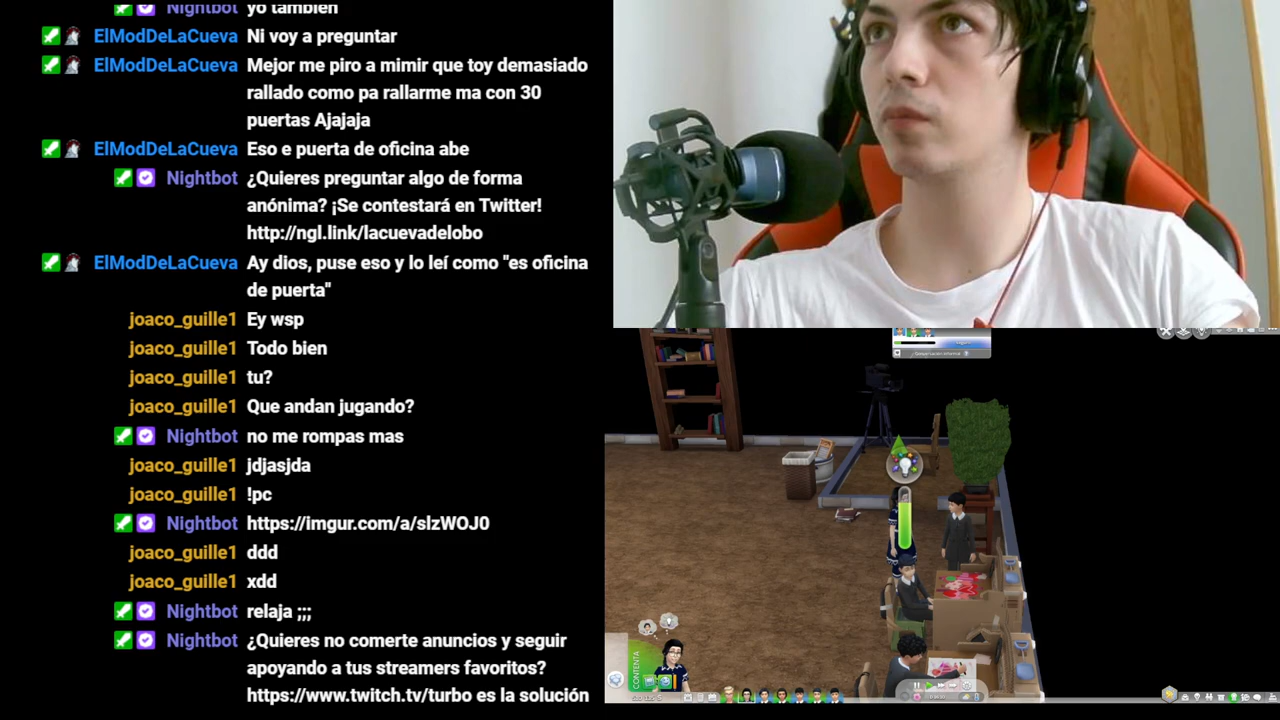 Nightbot yo también
ElModDeLaCueva Ni voy a preguntar
ElModDeLaCueva Mejor me piro a mimir que toy demasiado
rallado como pa rallarme ma con 30
puertas Ajajaja
ElModDeLaCueva Eso e puerta de oficina abe
Nightbot ¿Quieres preguntar algo de forma
anónima? ¡Se contestará en Twitter!
http://ngl.link/lacuevadelobo
ElModDeLaCueva Ay dios, puse eso y lo leí como "es oficina
de puerta"
joaco_guille1 Ey wsp
joaco_guille1 Todo bien
joaco_guille1 tu?
joaco_guille1 Que andan jugando?
Nightbot no me rompas mas
joaco_guille1 jdjasjda
joaco_guille1 !pc
Nightbot https://imgur.com/a/slzWOJ0
joaco_guille1 ddd
joaco_guille1 xdd
Nightbot relaja ;;;
Nightbot ¿Quieres no comerte anuncios y seguir
apoyando a tus streamers favoritos?
https://www.twitch.tv/turbo es la solución
CONTENTA